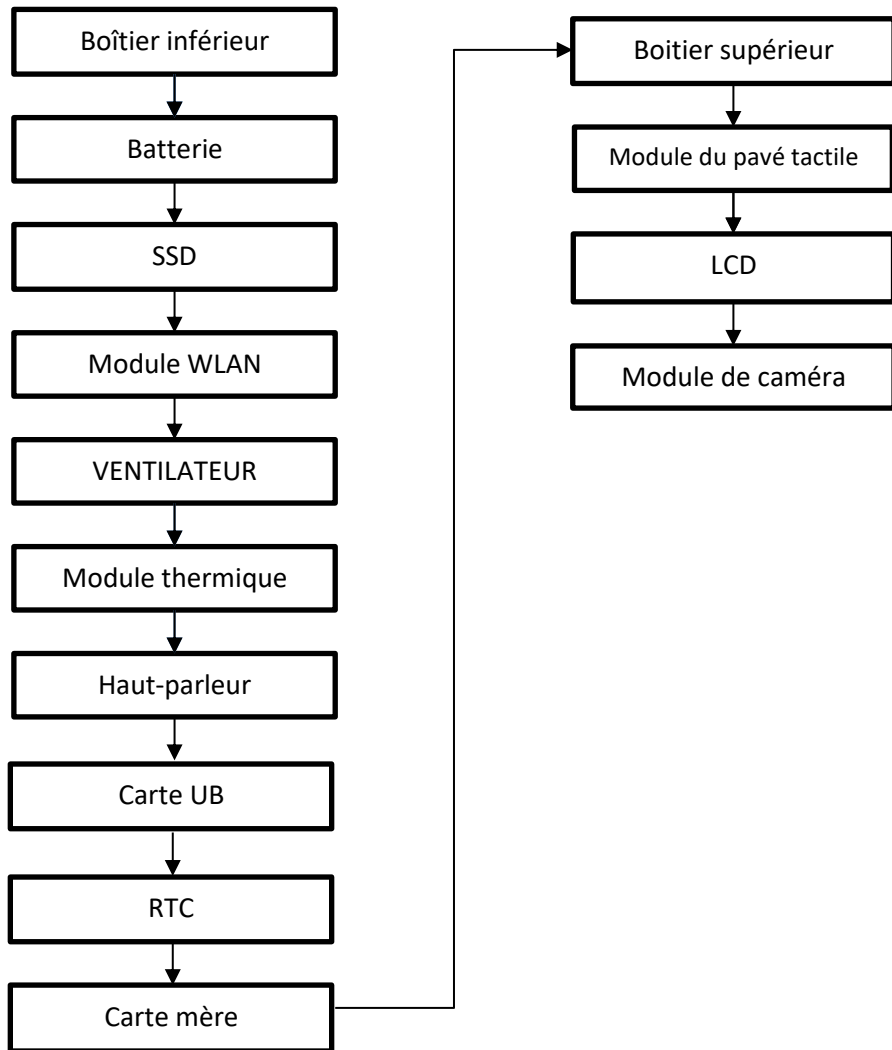 Boîtier inférieur
Batterie
SSD
Module WLAN
VENTILATEUR
Module thermique
Haut-parleur
Carte UB
RTC
Carte mère
Boitier supérieur
Module du pavé tactile
LCD
Module de caméra